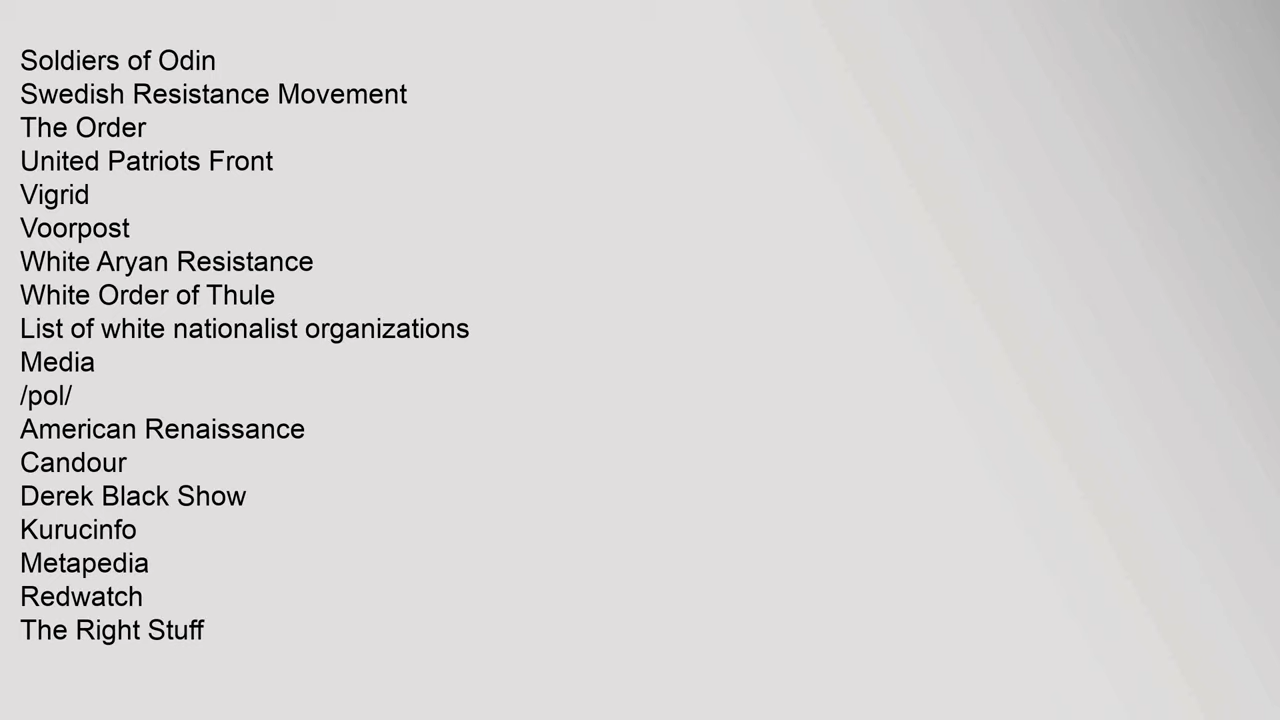 Soldiers of Odin
Swedish Resistance Movement
The Order
United Patriots Front
Vigrid
Voorpost
White Aryan Resistance
White Order of Thule
List of white nationalist organizations
Media
/pol/
American Renaissance
Candour
Derek Black Show
Kurucinfo
Metapedia
Redwatch
The Right Stuff